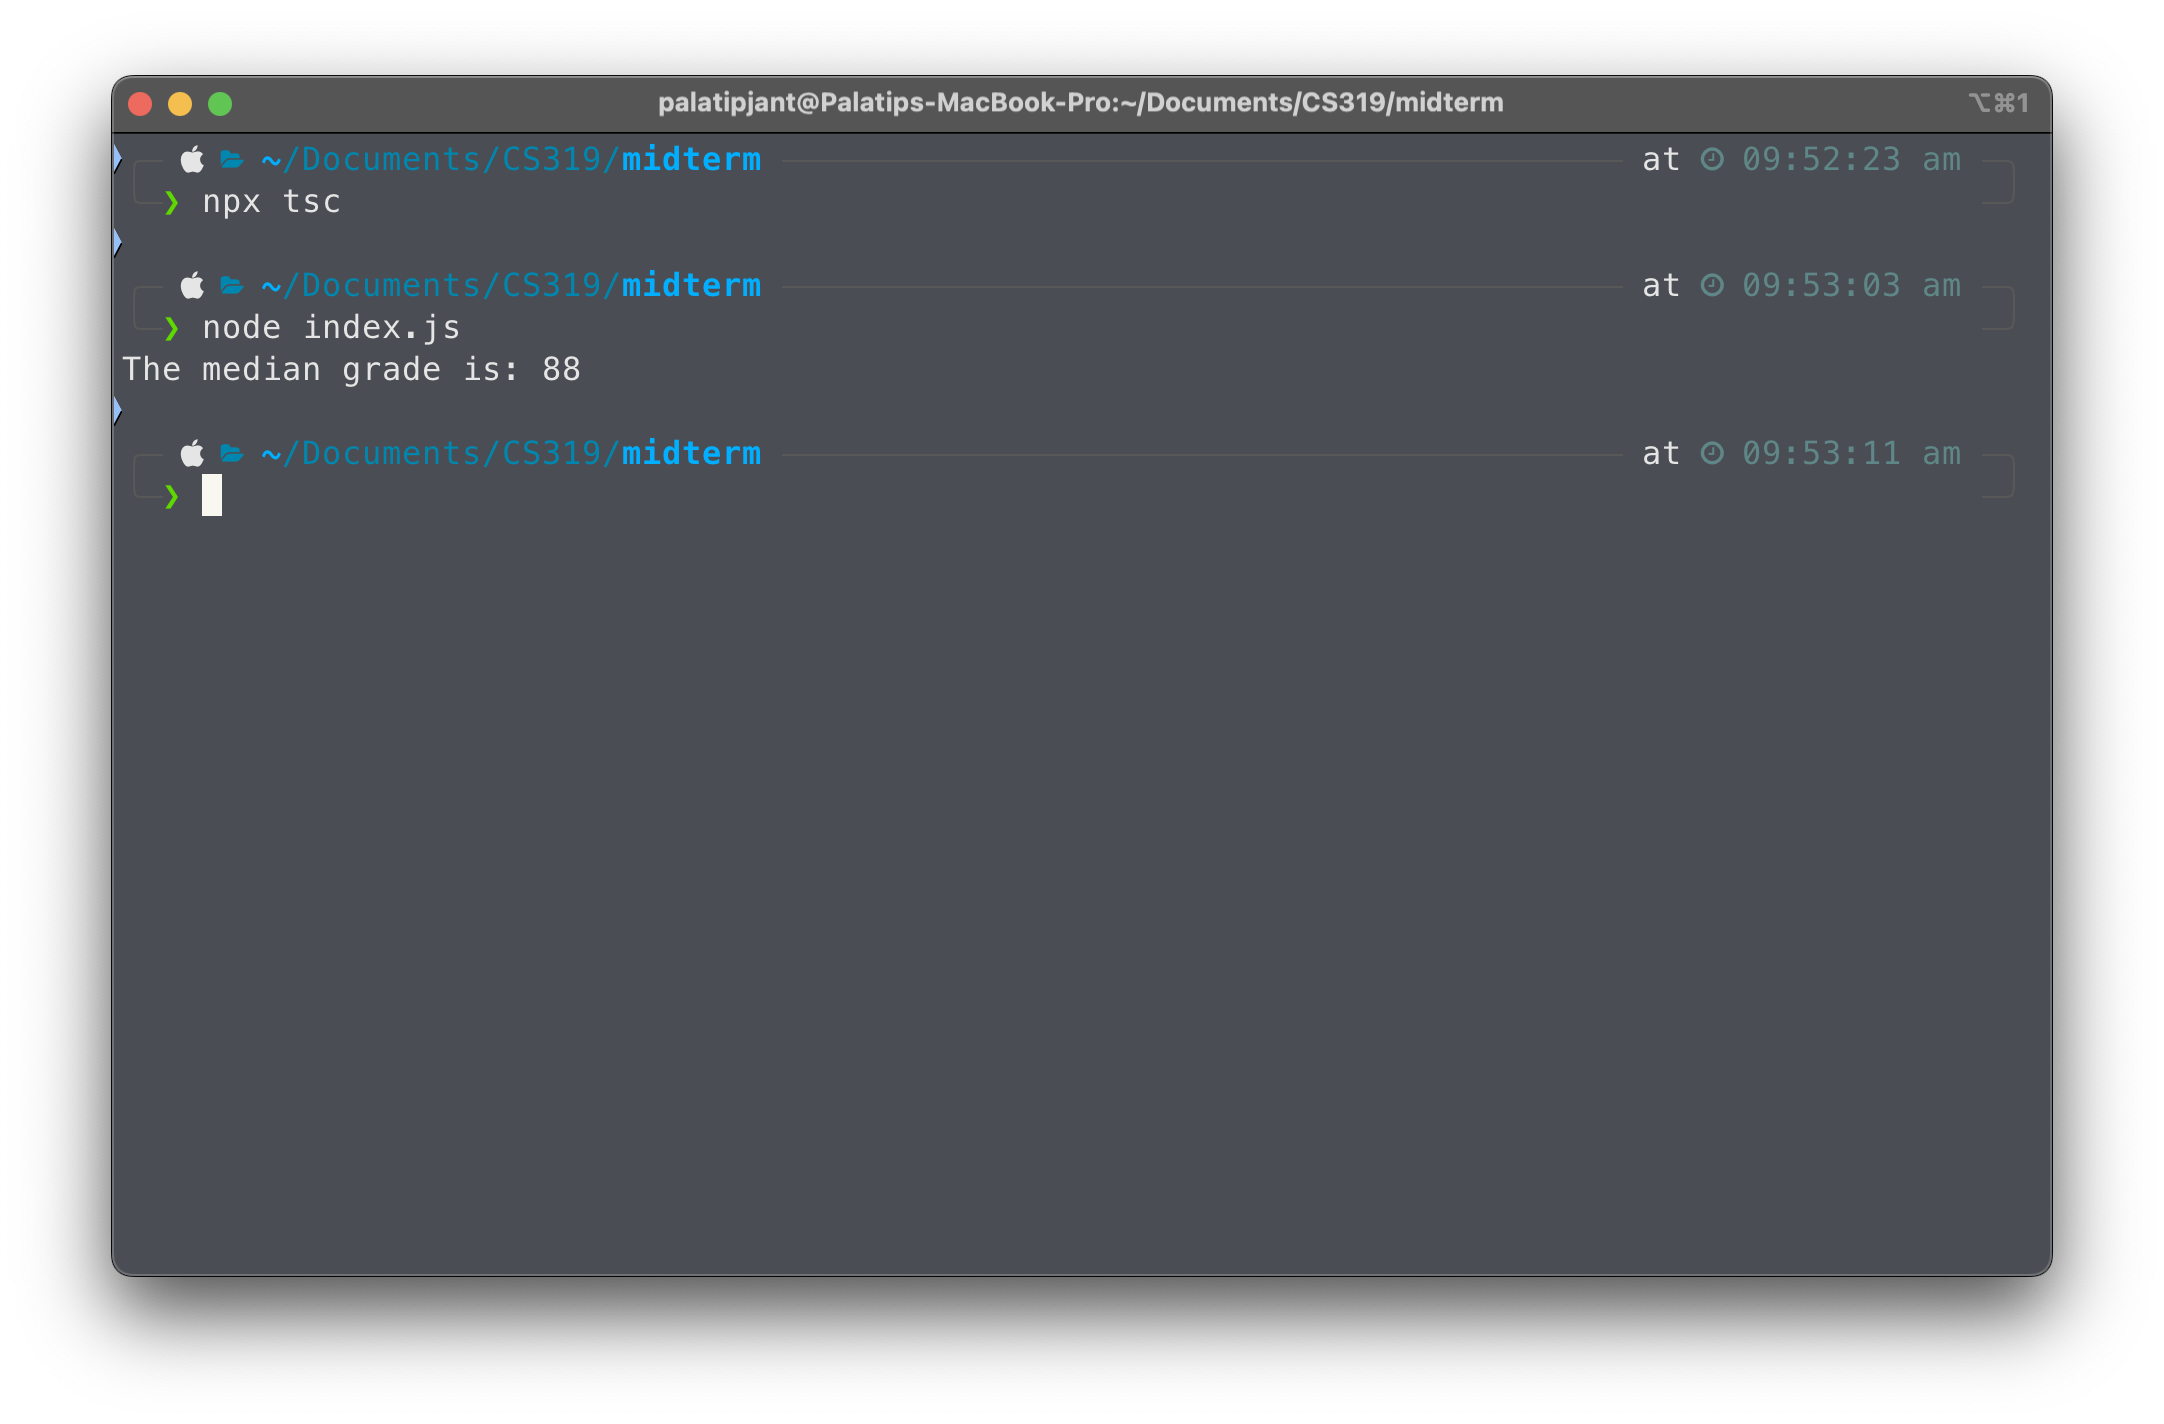 palatipjant@Palatips-MacBook-Pro:~/Documents/CS319/midterm ⌥⌘1
~/Documents/CS319/midterm at 09:52:23 am
❯ npx tsc
~/Documents/CS319/midterm at 09:53:03 am
❯ node index.js
The median grade is: 88
~/Documents/CS319/midterm at 09:53:11 am
❯